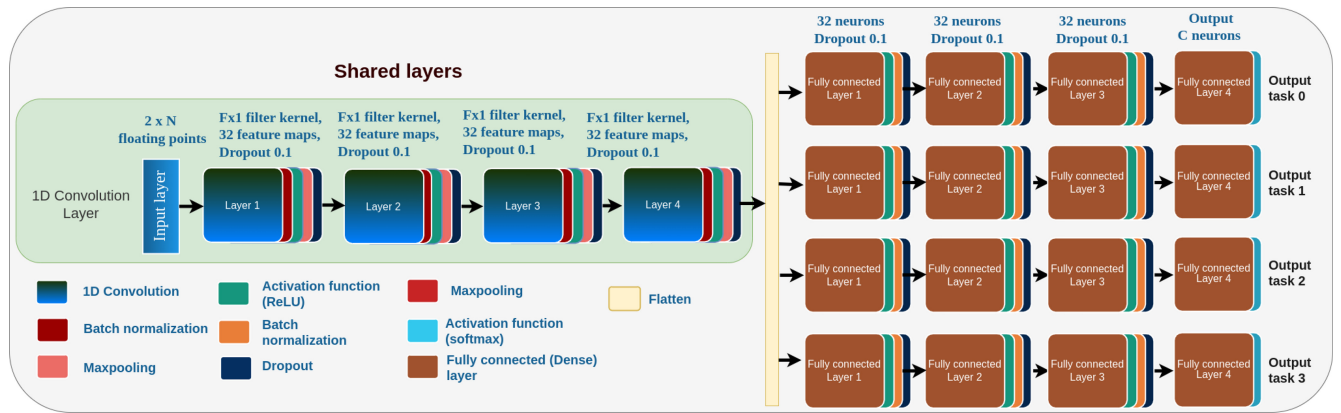 Shared layers
1D Convolution
Layer
2 x N
floating points
Input layer
Fx1 filter kernel,
32 feature maps,
Dropout 0.1
Layer 1
Fx1 filter kernel,
32 feature maps,
Dropout 0.1
Layer 2
Fx1 filter kernel,
32 feature maps,
Dropout 0.1
Layer 3
Fx1 filter kernel,
32 feature maps,
Dropout 0.1
Layer 4
32 neurons
Dropout 0.1
32 neurons
Dropout 0.1
32 neurons
Dropout 0.1
Output
C neurons
Fully connected
Layer 1
Fully connected
Layer 2
Fully connected
Layer 3
Fully connected
Layer 4
Output
task 0
Fully connected
Layer 1
Fully connected
Layer 2
Fully connected
Layer 3
Fully connected
Layer 4
Output
task 1
Fully connected
Layer 1
Fully connected
Layer 2
Fully connected
Layer 3
Fully connected
Layer 4
Output
task 2
Fully connected
Layer 1
Fully connected
Layer 2
Fully connected
Layer 3
Fully connected
Layer 4
Output
task 3
1D Convolution
Batch normalization
Maxpooling
Activation function
(ReLU)
Batch
normalization
Dropout
Maxpooling
Activation function
(softmax)
Fully connected (Dense)
layer
Flatten